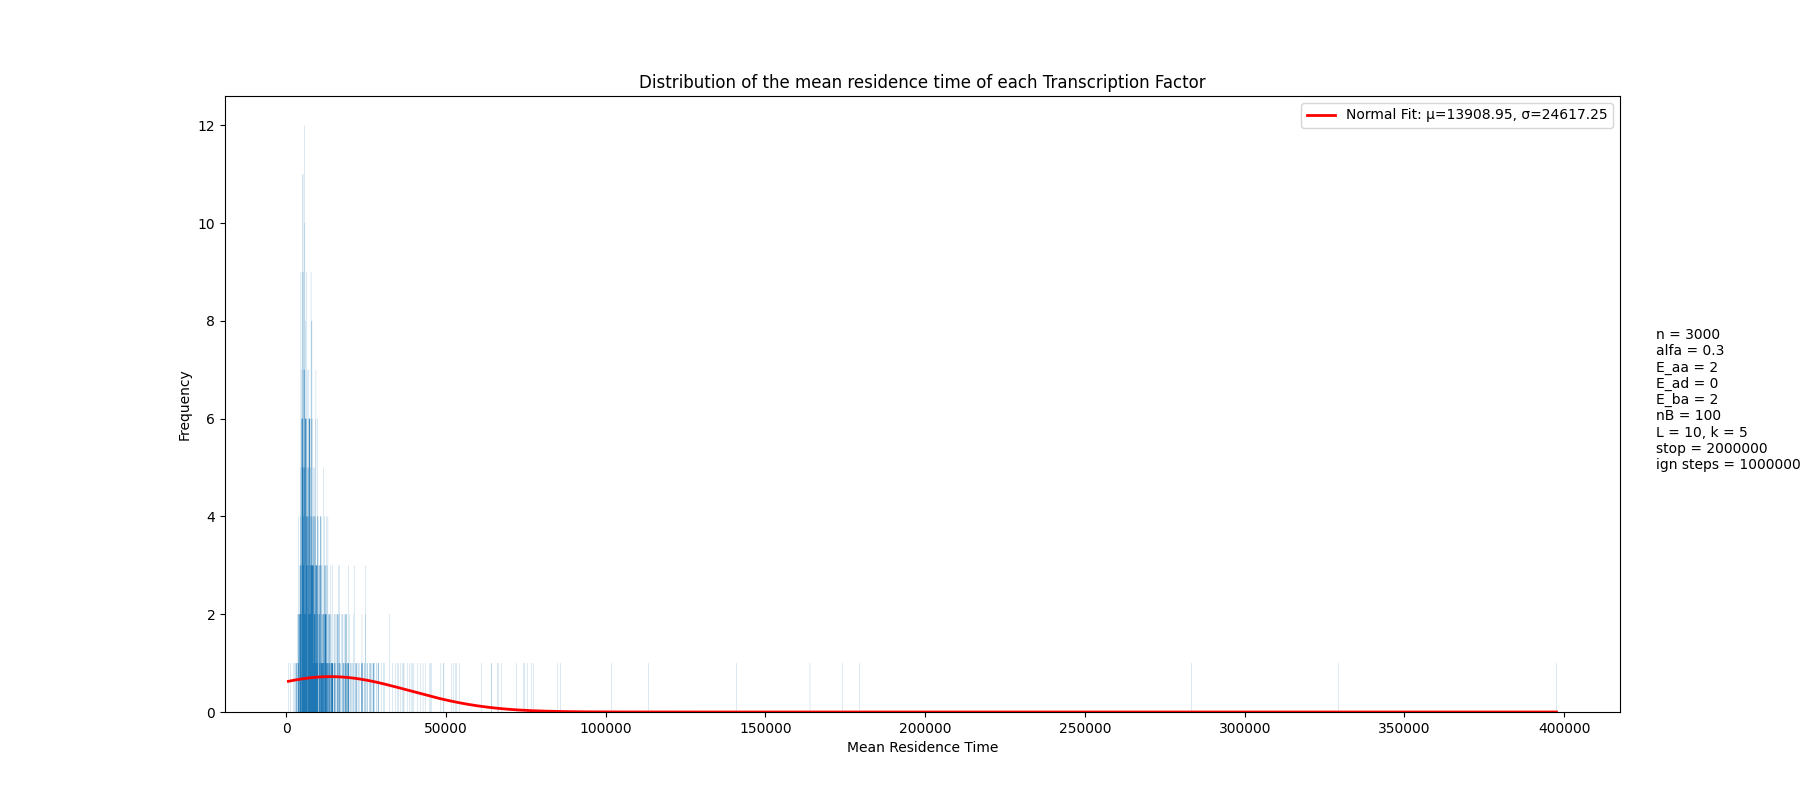 Distribution of the mean residence time of each Transcription Factor
Normal Fit: μ=13908.95, σ=24617.25
12
10
8
6
4
2
0
Frequency
0 50000 100000 150000 200000 250000 300000 350000 400000
Mean Residence Time
n = 3000
alfa = 0.3
E_aa = 2
E_ad = 0
E_ba = 2
nB = 100
L = 10, k = 5
stop = 2000000
ign steps = 1000000